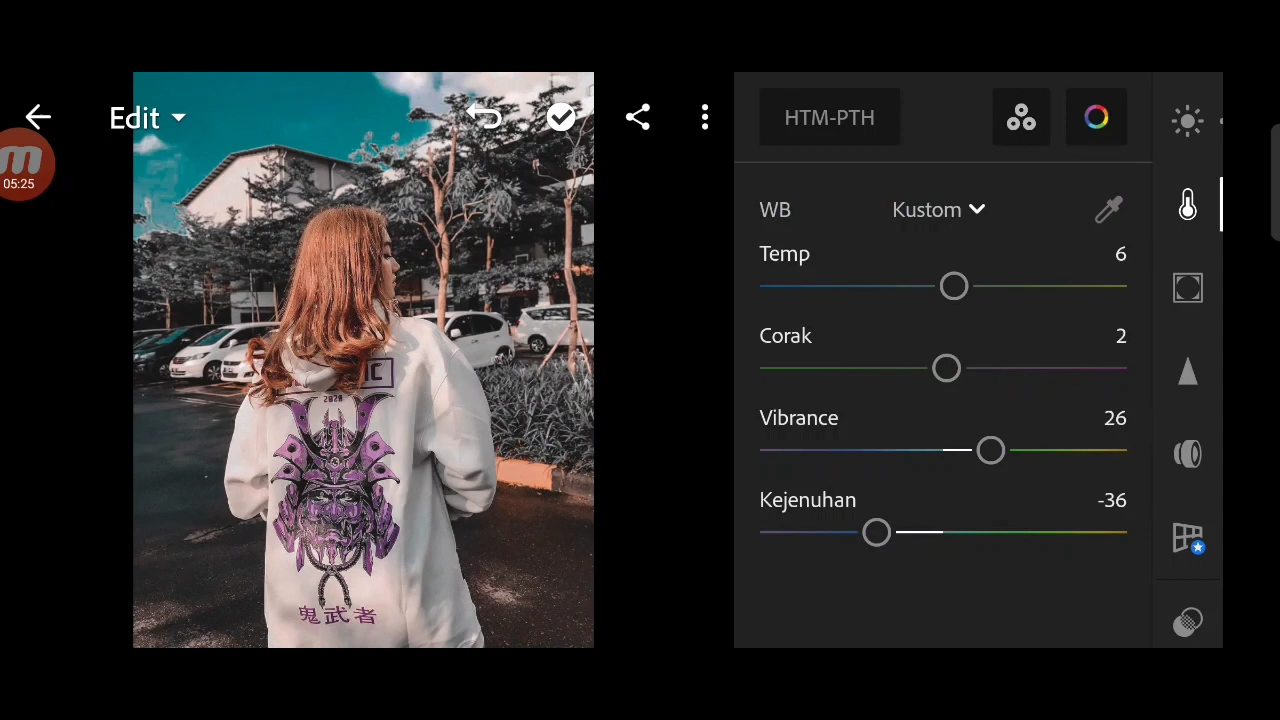 Edit
m
05:25
IC
2020
鬼武者
HTM-PTH
WB
Kustom
Temp
6
Corak
2
Vibrance
26
Kejenuhan
-36